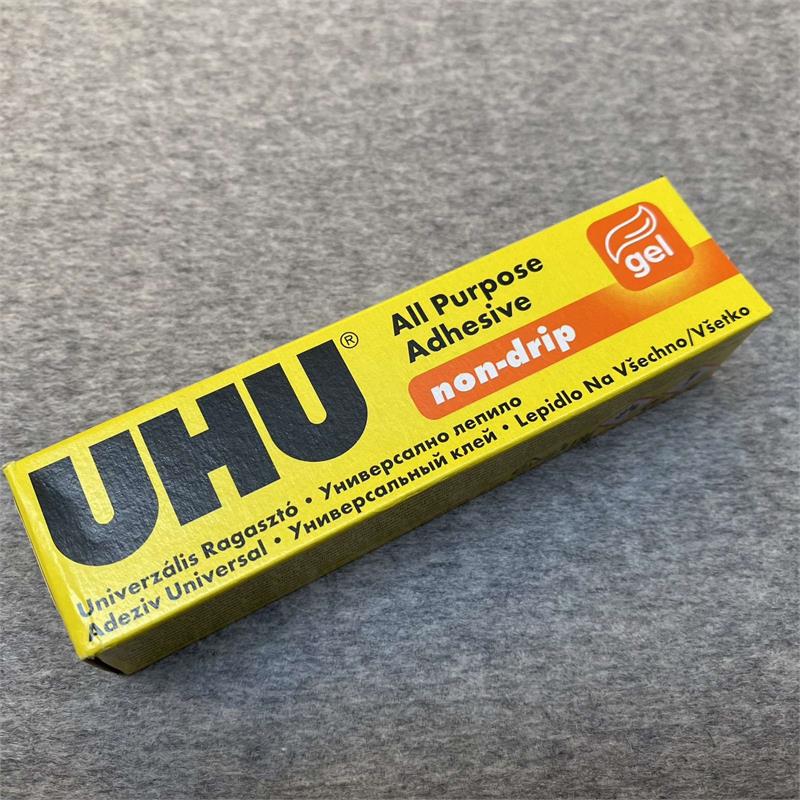 UHU®
All Purpose
Adhesive
non-drip
gel
Univerzális Ragasztó • Универсално лепило
Adeziv Universal • Универсальный клей • Lepidlo Na Všechno/Všetko